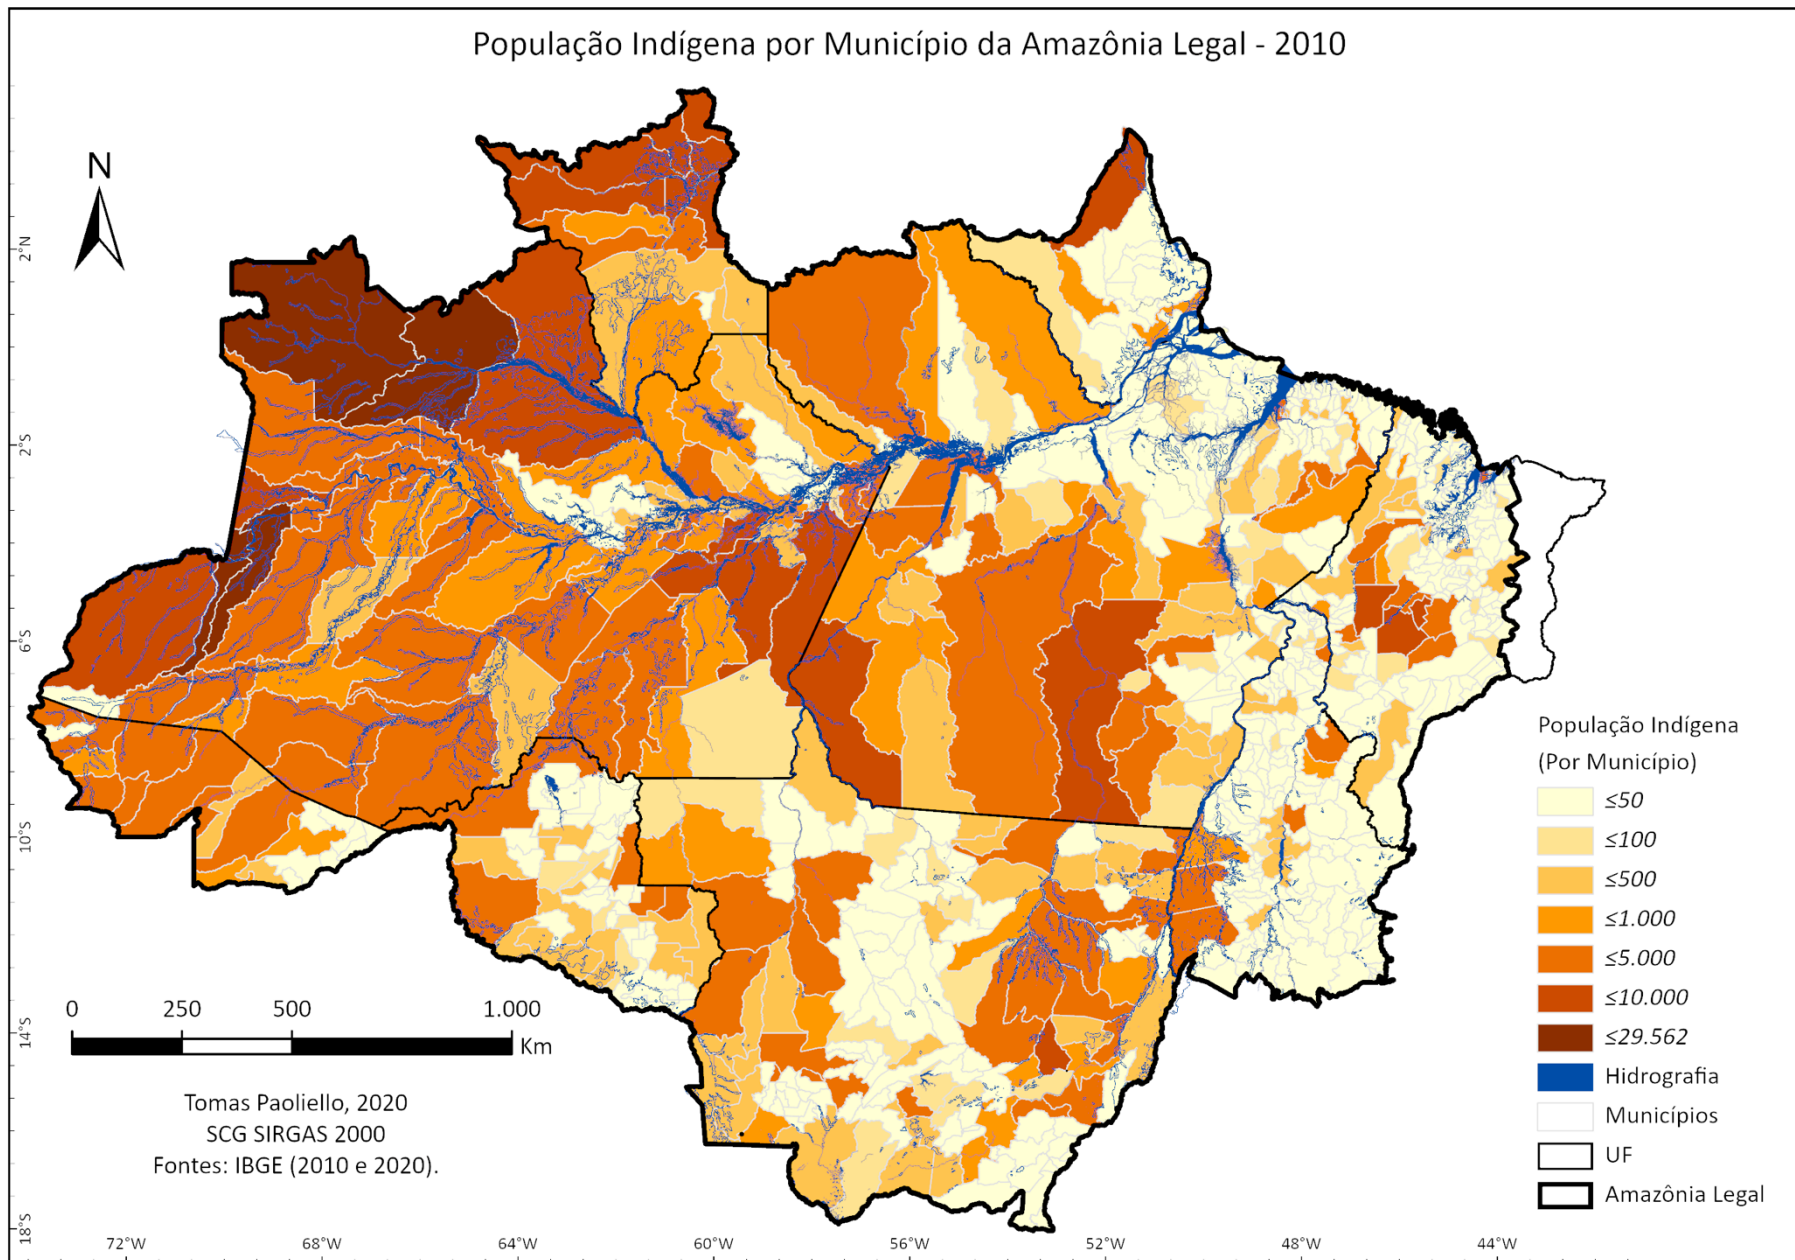 População Indígena por Município da Amazônia Legal - 2010
N
2°N
2°S
6°S
10°S
14°S
18°S
0 250 500 1.000
Km
Tomas Paoliello, 2020
SCG SIRGAS 2000
Fontes: IBGE (2010 e 2020).
População Indígena
(Por Município)
≤50
≤100
≤500
≤1.000
≤5.000
≤10.000
≤29.562
Hidrografia
Municípios
UF
Amazônia Legal
72°W 68°W 64°W 60°W 56°W 52°W 48°W 44°W